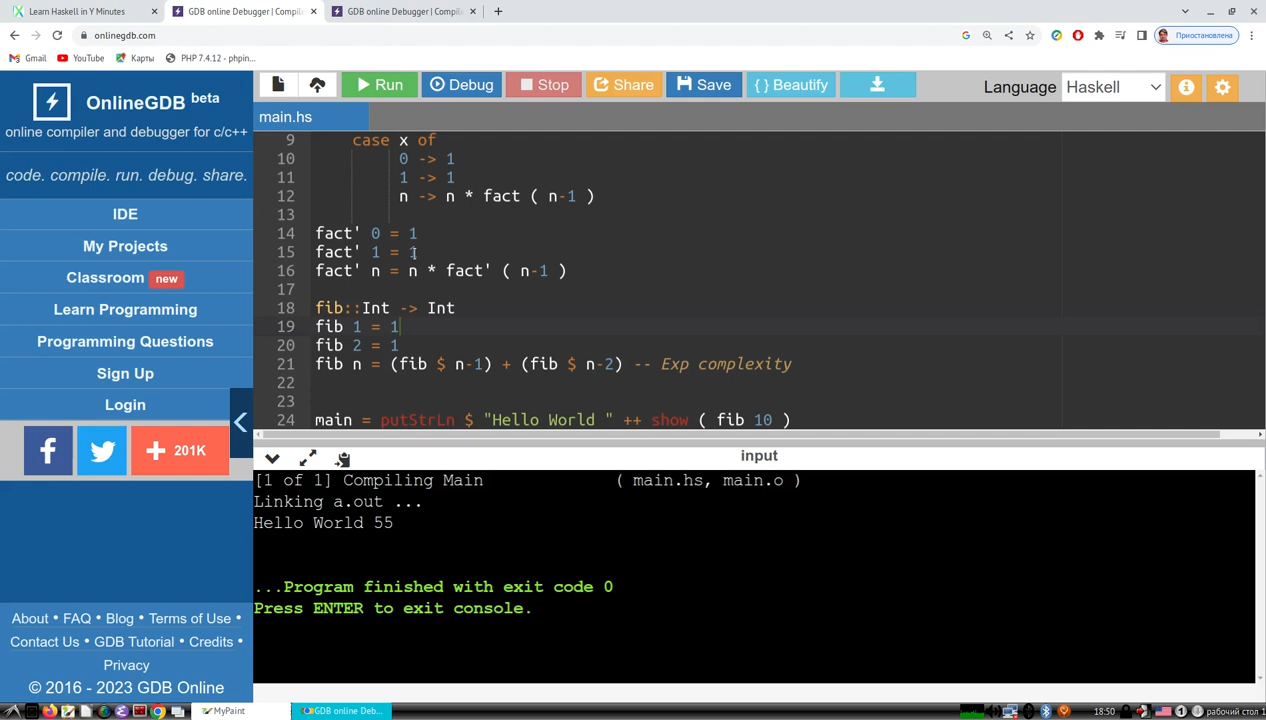 Learn Haskell in Y Minutes
GDB online Debugger | Compile
GDB online Debugger | Compile
onlinegdb.com
Приостановлена
Gmail
YouTube
Карты
PHP 7.4.12 - phpin...
OnlineGDB beta
online compiler and debugger for c/c++
code. compile. run. debug. share.
IDE
My Projects
Classroom new
Learn Programming
Programming Questions
Sign Up
Login
201K
About • FAQ • Blog • Terms of Use •
Contact Us • GDB Tutorial • Credits •
Privacy
© 2016 - 2023 GDB Online
Run
Debug
Stop
Share
Save
{ } Beautify
Language Haskell
main.hs
9 case x of
10 0 -> 1
11 1 -> 1
12 n -> n * fact ( n-1 )
13
14 fact' 0 = 1
15 fact' 1 = 1
16 fact' n = n * fact' ( n-1 )
17
18 fib::Int -> Int
19 fib 1 = 1
20 fib 2 = 1
21 fib n = (fib $ n-1) + (fib $ n-2) -- Exp complexity
22
23
24 main = putStrLn $ "Hello World " ++ show ( fib 10 )
input
[1 of 1] Compiling Main ( main.hs, main.o )
Linking a.out ...
Hello World 55
...Program finished with exit code 0
Press ENTER to exit console.
MyPaint
GDB online Deb...
18:50
1
рабочий стол 1